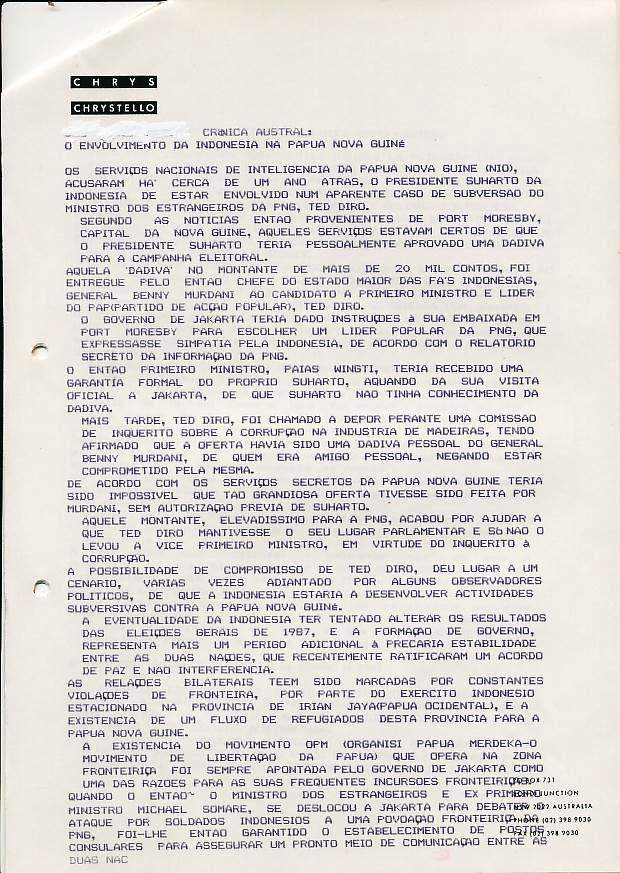 CHRYS
CHRYSTELLO
CRóNICA AUSTRAL:
O ENVOLVIMENTO DA INDONESIA NA PAPUA NOVA GUINé
OS SERVIçOS NACIONAIS DE INTELIGENCIA DA PAPUA NOVA GUINE (NIO),
ACUSARAM HA' CERCA DE UM ANO ATRAS, O PRESIDENTE SUHARTO DA
INDONESIA DE ESTAR ENVOLVIDO NUM APARENTE CASO DE SUBVERSAO DO
MINISTRO DOS ESTRANGEIROS DA PNG, TED DIRO.
SEGUNDO AS NOTICIAS ENTAO PROVENIENTES DE PORT MORESBY,
CAPITAL DA NOVA GUINE, AQUELES SERVIçOS ESTAVAM CERTOS DE QUE
O PRESIDENTE SUHARTO TERIA PESSOALMENTE APROVADO UMA DADIVA
PARA A CAMPANHA ELEITORAL.
AQUELA 'DADIVA' NO MONTANTE DE MAIS DE 20 MIL CONTOS, FOI
ENTREGUE PELO ENTAO CHEFE DO ESTADO MAIOR DAS FA'S INDONESIAS,
GENERAL BENNY MURDANI AO CANDIDATO A PRIMEIRO MINISTRO E LIDER
DO PAP(PARTIDO DE ACçAO POPULAR), TED DIRO.
O GOVERNO DE JAKARTA TERIA DADO INSTRUçOES à SUA EMBAIXADA EM
PORT MORESBY PARA ESCOLHER UM LIDER POPULAR DA PNG, QUE
EXPRESSASSE SIMPATIA PELA INDONESIA, DE ACORDO COM O RELATORIO
SECRETO DA INFORMAçAO DA PNG.
O ENTAO PRIMEIRO MINISTRO, PAIAS WINGTI, TERIA RECEBIDO UMA
GARANTIA FORMAL DO PROPRIO SUHARTO, AQUANDO DA SUA VISITA
OFICIAL A JAKARTA, DE QUE SUHARTO NAO TINHA CONHECIMENTO DA
DADIVA.
MAIS TARDE, TED DIRO, FOI CHAMADO A DEPOR PERANTE UMA COMISSAO
DE INQUERITO SOBRE A CORRUPçAO NA INDUSTRIA DE MADEIRAS, TENDO
AFIRMADO QUE A OFERTA HAVIA SIDO UMA DADIVA PESSOAL DO GENERAL
BENNY MURDANI, DE QUEM ERA AMIGO PESSOAL, NEGANDO ESTAR
COMPROMETIDO PELA MESMA.
DE ACORDO COM OS SERVIçOS SECRETOS DA PAPUA NOVA GUINE TERIA
SIDO IMPOSSIVEL QUE TAO GRANDIOSA OFERTA TIVESSE SIDO FEITA POR
MURDANI, SEM AUTORIZAçAO PREVIA DE SUHARTO.
AQUELE MONTANTE, ELEVADISSIMO PARA A PNG, ACABOU POR AJUDAR A
QUE TED DIRO MANTIVESSE O SEU LUGAR PARLAMENTAR E Só NAO O
LEVOU A VICE PRIMEIRO MINISTRO, EM VIRTUDE DO INQUERITO à
CORRUPçAO.
A POSSIBILIDADE DE COMPROMISSO DE TED DIRO, DEU LUGAR A UM
CENARIO, VARIAS VEZES ADIANTADO POR ALGUNS OBSERVADORES
POLITICOS, DE QUE A INDONESIA ESTARIA A DESENVOLVER ACTIVIDADES
SUBVERSIVAS CONTRA A PAPUA NOVA GUINé.
A EVENTUALIDADE DA INDONESIA TER TENTADO ALTERAR OS RESULTADOS
DAS ELEIçOES GERAIS DE 1987, E A FORMAçAO DE GOVERNO,
REPRESENTA MAIS UM PERIGO ADICIONAL à PRECARIA ESTABILIDADE
ENTRE AS DUAS NAçOES, QUE RECENTEMENTE RATIFICARAM UM ACORDO
DE PAZ E NAO INTERFERENCIA.
AS RELAçOES BILATERAIS TEEM SIDO MARCADAS POR CONSTANTES
VIOLAçOES DE FRONTEIRA, POR PARTE DO EXERCITO INDONESIO
ESTACIONADO NA PROVINCIA DE IRIAN JAYA(PAPUA OCIDENTAL), E A
EXISTENCIA DE UM FLUXO DE REFUGIADOS DESTA PROVINCIA PARA A
PAPUA NOVA GUINE.
A EXISTENCIA DO MOVIMENTO OPM (ORGANISI PAPUA MERDEKA-O
MOVIMENTO DE LIBERTAçAO DA PAPUA) QUE OPERA NA ZONA
FRONTEIRIçA FOI SEMPRE APONTADA PELO GOVERNO DE JAKARTA COMO
UMA DAS RAZOES PARA AS SUAS FREQUENTES INCURSOES FRONTEIRIçAS.
QUANDO O ENTAO~ O MINISTRO DOS ESTRANGEIROS E EX PRIMEIRO
MINISTRO MICHAEL SOMARE, SE DESLOCOU A JAKARTA PARA DEBATER O
ATAQUE POR SOLDADOS INDONESIOS A UMA POVOAçAO FRONTEIRIçA DA
PNG, FOI-LHE ENTAO GARANTIDO O ESTABELECIMENTO DE POSTOS
CONSULARES PARA ASSEGURAR UM PRONTO MEIO DE COMUNICAçAO ENTRE AS
DUAS NAC
BOX 731
JUNCTION
NSW 2022 AUSTRALIA
PHONE (02) 398 9030
FAX (02) 398 9030